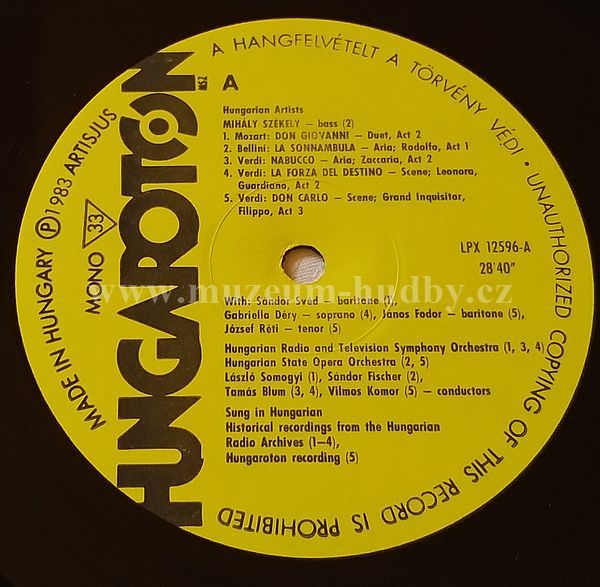 A HANGFELVÉTELT A TÖRVÉNY VÉDI · UNAUTHORIZED COPYING OF THIS RECORD IS PROHIBITED
MADE IN HUNGARY Ⓟ 1983 ARTISJUS
MONO 33
HUNGAROTON
MSZ
A
Hungarian Artists
MIHÁLY SZÉKELY – bass (2)
1. Mozart: DON GIOVANNI – Duet, Act 2
2. Bellini: LA SONNAMBULA – Aria; Rodolfo, Act 1
3. Verdi: NABUCCO – Aria; Zaccaria, Act 2
4. Verdi: LA FORZA DEL DESTINO – Scene; Leonora,
Guardiano, Act 2
5. Verdi: DON CARLO – Scene; Grand Inquisitor,
Filippo, Act 3
LPX 12596-A
28'40"
www.muzeum-hudby.cz
With: Sándor Svéd – baritone (1),
Gabriella Déry – soprano (4), János Fodor – baritone (5),
József Réti – tenor (5)
Hungarian Radio and Television Symphony Orchestra (1, 3, 4)
Hungarian State Opera Orchestra (2, 5)
László Somogyi (1), Sándor Fischer (2),
Tamás Blum (3, 4), Vilmos Komor (5) – conductors
Sung in Hungarian
Historical recordings from the Hungarian
Radio Archives (1–4),
Hungaroton recording (5)